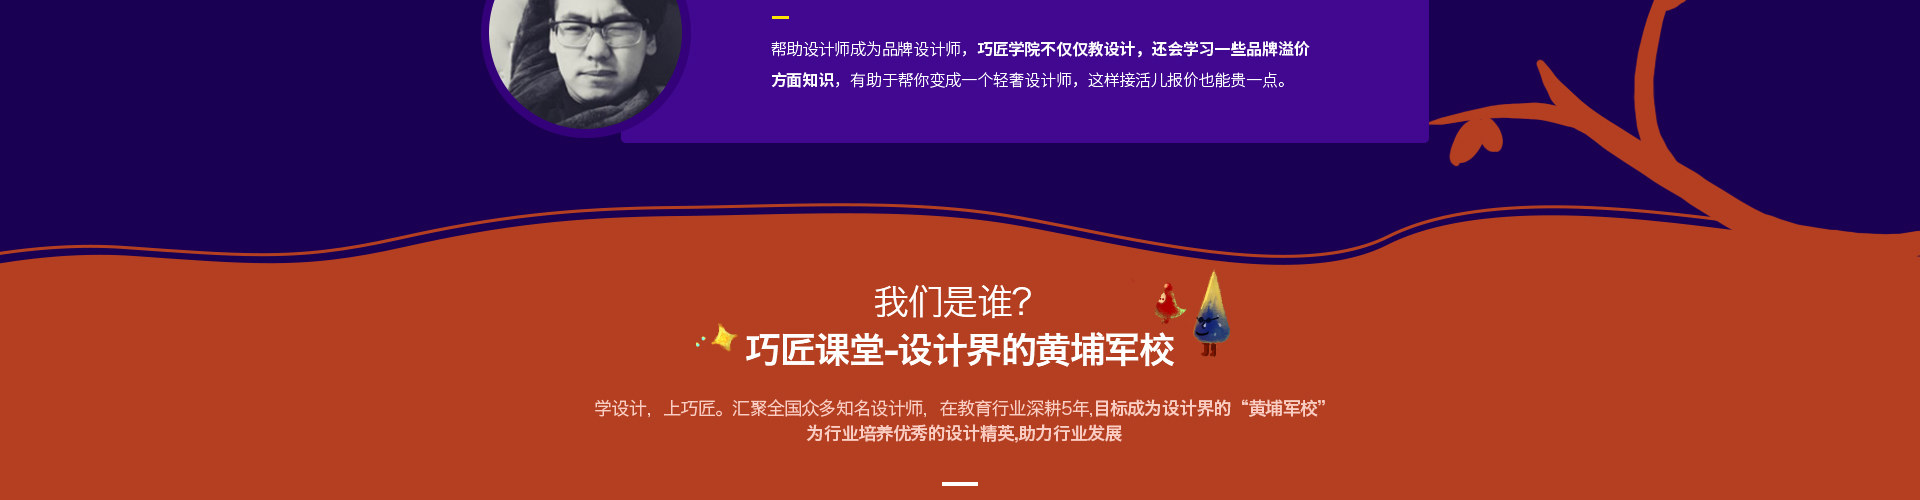 帮助设计师成为品牌设计师，巧匠学院不仅仅教设计，还会学习一些品牌溢价
方面知识，有助于帮你变成一个轻奢设计师，这样接活儿报价也能贵一点。
我们是谁?
巧匠课堂-设计界的黄埔军校
学设计，上巧匠。汇聚全国众多知名设计师，在教育行业深耕5年,目标成为设计界的“黄埔军校”
为行业培养优秀的设计精英,助力行业发展